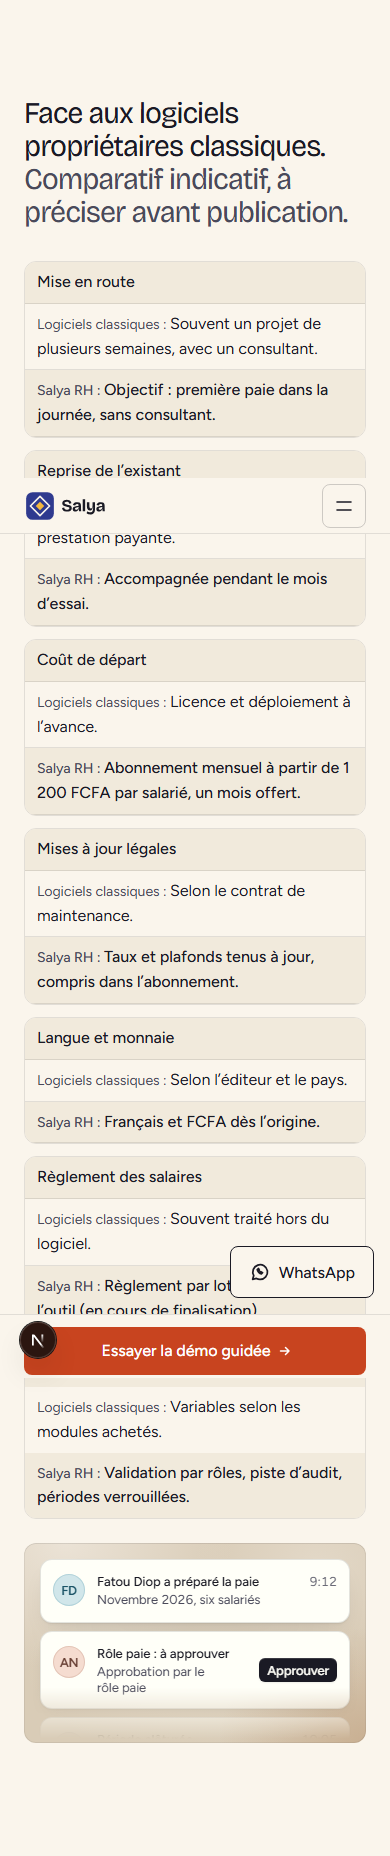 Face aux logiciels
propriétaires classiques.
Comparatif indicatif, à
préciser avant publication.
Mise en route
Logiciels classiques : Souvent un projet de
plusieurs semaines, avec un consultant.
Salya RH : Objectif : première paie dans la
journée, sans consultant.
Reprise de l’existant
Salya
prestation payante.
Salya RH : Accompagnée pendant le mois
d’essai.
Coût de départ
Logiciels classiques : Licence et déploiement à
l’avance.
Salya RH : Abonnement mensuel à partir de 1
200 FCFA par salarié, un mois offert.
Mises à jour légales
Logiciels classiques : Selon le contrat de
maintenance.
Salya RH : Taux et plafonds tenus à jour,
compris dans l’abonnement.
Langue et monnaie
Logiciels classiques : Selon l’éditeur et le pays.
Salya RH : Français et FCFA dès l’origine.
Règlement des salaires
Logiciels classiques : Souvent traité hors du
logiciel.
WhatsApp
Salya RH : Règlement par lot
l’outil (en cours de finalisation)
N
Essayer la démo guidée →
Logiciels classiques : Variables selon les
modules achetés.
Salya RH : Validation par rôles, piste d’audit,
périodes verrouillées.
FD
Fatou Diop a préparé la paie 9:12
Novembre 2026, six salariés
AN
Rôle paie : à approuver
Approbation par le
rôle paie
Approuver